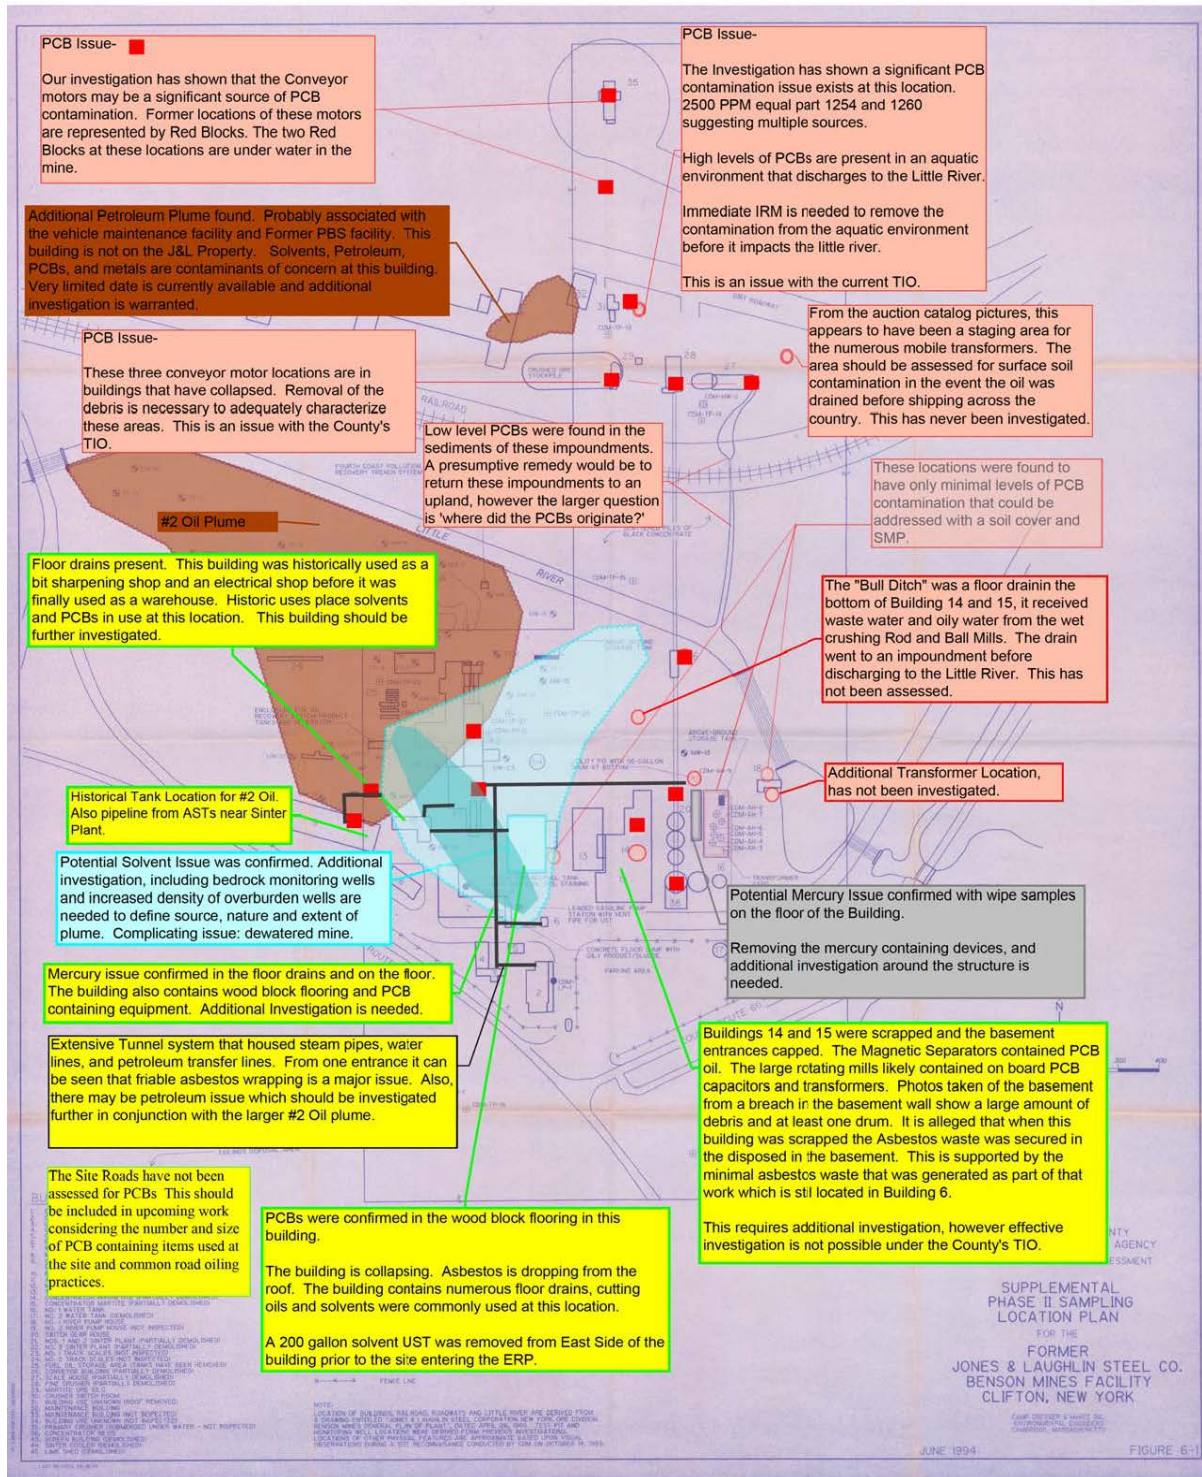 PCB Issue-
Our investigation has shown that the Conveyor
motors may be a significant source of PCB
contamination. Former locations of these motors
are represented by Red Blocks. The two Red
Blocks at these locations are under water in the
mine.
PCB Issue-
The Investigation has shown a significant PCB
contamination issue exists at this location.
2500 PPM equal part 1254 and 1260
suggesting multiple sources.
High levels of PCBs are present in an aquatic
environment that discharges to the Little River.
Immediate IRM is needed to remove the
contamination from the aquatic environment
before it impacts the little river.
This is an issue with the current TIO.
35
Additional Petroleum Plume found. Probably associated with
the vehicle maintenance facility and Former PBS facility. This
building is not on the J&L Property. Solvents, Petroleum,
PCBs, and metals are contaminants of concern at this building.
Very limited date is currently available and additional
investigation is warranted.
From the auction catalog pictures, this
appears to have been a staging area for
the numerous mobile transformers. The
area should be assessed for surface soil
contamination in the event the oil was
drained before shipping across the
country. This has never been investigated.
PCB Issue-
These three conveyor motor locations are in
buildings that have collapsed. Removal of the
debris is necessary to adequately characterize
these areas. This is an issue with the County's
TIO.
29
28
27
RAILROAD
Low level PCBs were found in the
sediments of these impoundments.
A presumptive remedy would be to
return these impoundments to an
upland, however the larger question
is 'where did the PCBs originate?'
These locations were found to
have only minimal levels of PCB
contamination that could be
addressed with a soil cover and
SMP.
#2 Oil Plume
LITTLE
RIVER
Floor drains present. This building was historically used as a
bit sharpening shop and an electrical shop before it was
finally used as a warehouse. Historic uses place solvents
and PCBs in use at this location. This building should be
further investigated.
The "Bull Ditch" was a floor drainin the
bottom of Building 14 and 15, it received
waste water and oily water from the wet
crushing Rod and Ball Mills. The drain
went to an impoundment before
discharging to the Little River. This has
not been assessed.
ABOVE-GROUND
STORAGE TANK
Additional Transformer Location,
has not been investigated.
Historical Tank Location for #2 Oil.
Also pipeline from ASTs near Sinter
Plant.
Potential Solvent Issue was confirmed. Additional
investigation, including bedrock monitoring wells
and increased density of overburden wells are
needed to define source, nature and extent of
plume. Complicating issue: dewatered mine.
Potential Mercury Issue confirmed with wipe samples
on the floor of the Building.
Removing the mercury containing devices, and
additional investigation around the structure is
needed.
Mercury issue confirmed in the floor drains and on the floor.
The building also contains wood block flooring and PCB
containing equipment. Additional Investigation is needed.
PARKING AREA
N
Extensive Tunnel system that housed steam pipes, water
lines, and petroleum transfer lines. From one entrance it can
be seen that friable asbestos wrapping is a major issue. Also,
there may be petroleum issue which should be investigated
further in conjunction with the larger #2 Oil plume.
Buildings 14 and 15 were scrapped and the basement
entrances capped. The Magnetic Separators contained PCB
oil. The large rotating mills likely contained on board PCB
capacitors and transformers. Photos taken of the basement
from a breach in the basement wall show a large amount of
debris and at least one drum. It is alleged that when this
building was scrapped the Asbestos waste was secured in
the disposed in the basement. This is supported by the
minimal asbestos waste that was generated as part of that
work which is still located in Building 6.
This requires additional investigation, however effective
investigation is not possible under the County's TIO.
The Site Roads have not been
assessed for PCBs This should
be included in upcoming work
considering the number and size
of PCB containing items used at
the site and common road oiling
practices.
PCBs were confirmed in the wood block flooring in this
building.
The building is collapsing. Asbestos is dropping from the
roof. The building contains numerous floor drains, cutting
oils and solvents were commonly used at this location.
A 200 gallon solvent UST was removed from East Side of the
building prior to the site entering the ERP.
AGENCY
SUPPLEMENTAL
PHASE II SAMPLING
LOCATION PLAN
FOR THE
FORMER
JONES & LAUGHLIN STEEL CO.
BENSON MINES FACILITY
CLIFTON, NEW YORK
FENCE LINE
NOTE:
JUNE 1994
FIGURE 6-1